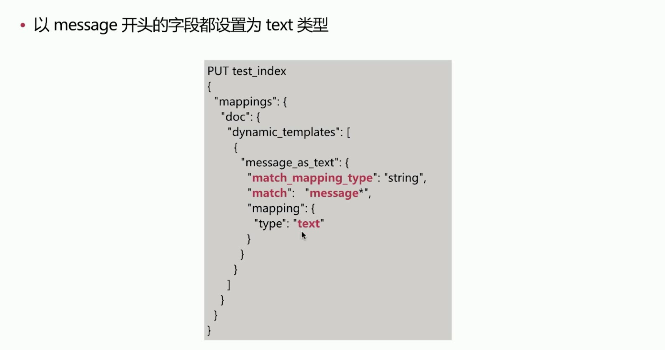 • 以 message 开头的字段都设置为 text 类型
PUT test_index
{
"mappings": {
"doc": {
"dynamic_templates": [
{
"message_as_text": {
"match_mapping_type": "string",
"match": "message*",
"mapping": {
"type": "text"
}
}
}
]
}
}
}